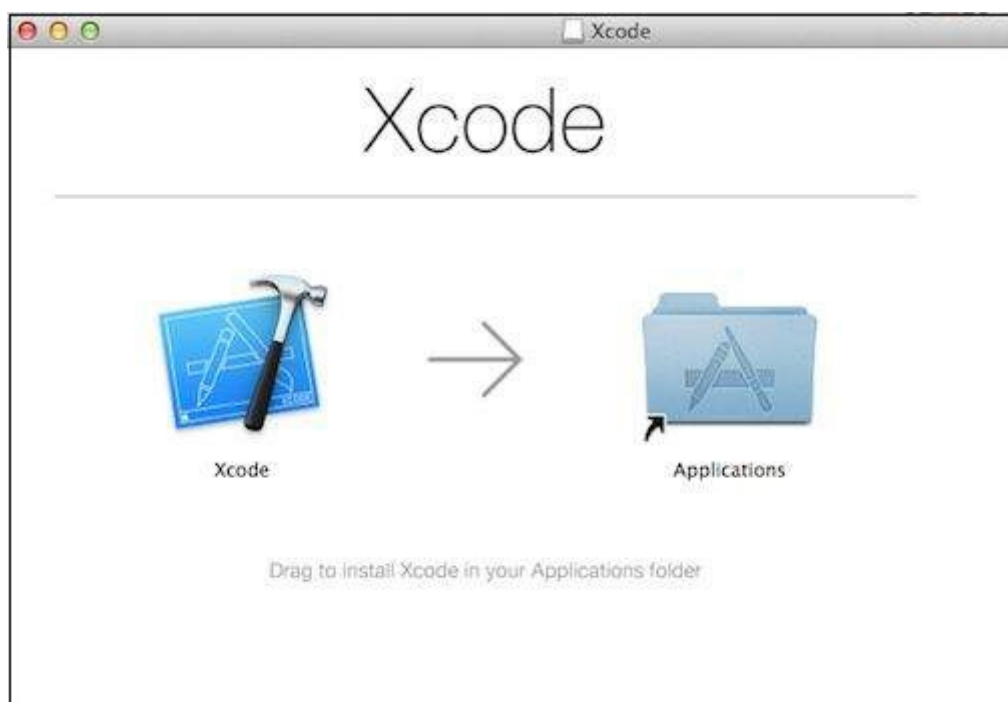 Xcode
Xcode
Xcode
Applications
Drag to install Xcode in your Applications folder